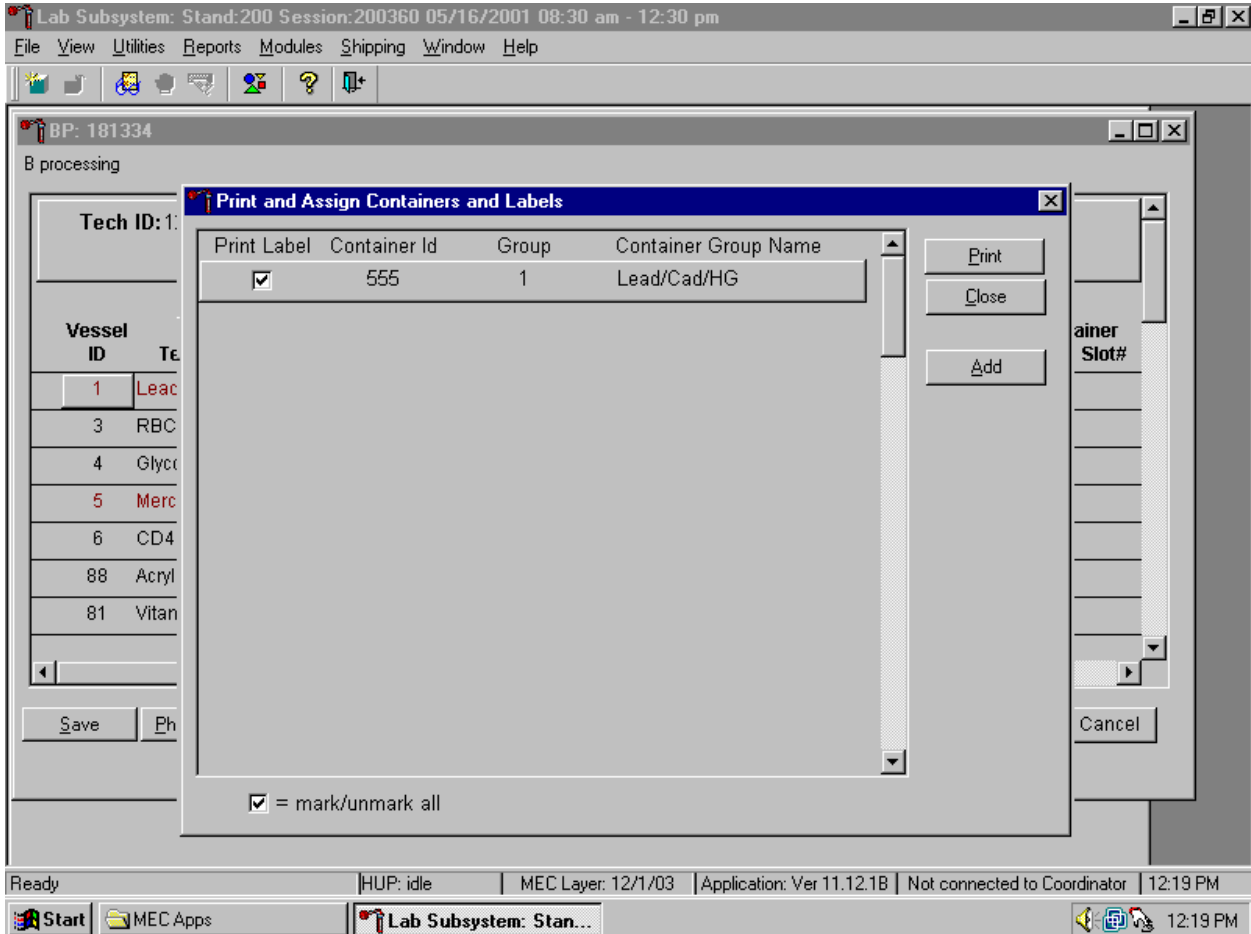 Lab Subsystem: Stand:200 Session:200360 05/16/2001 08:30 am - 12:30 pm
File View Utilities Reports Modules Shipping Window Help
BP: 181334
B processing
Print and Assign Containers and Labels
Tech ID: 1
Print Label Container Id Group Container Group Name
555 1 Lead/Cad/HG
Print
Close
Add
Vessel ID
ainer Slot#
1 Leac
3 RBC
4 Glyc
5 Merc
6 CD4
88 Acryl
81 Vitan
Save Ph Cancel
= mark/unmark all
Ready HUP: idle MEC Layer: 12/1/03 Application: Ver 11.12.1B Not connected to Coordinator 12:19 PM
Start MEC Apps Lab Subsystem: Stan... 12:19 PM